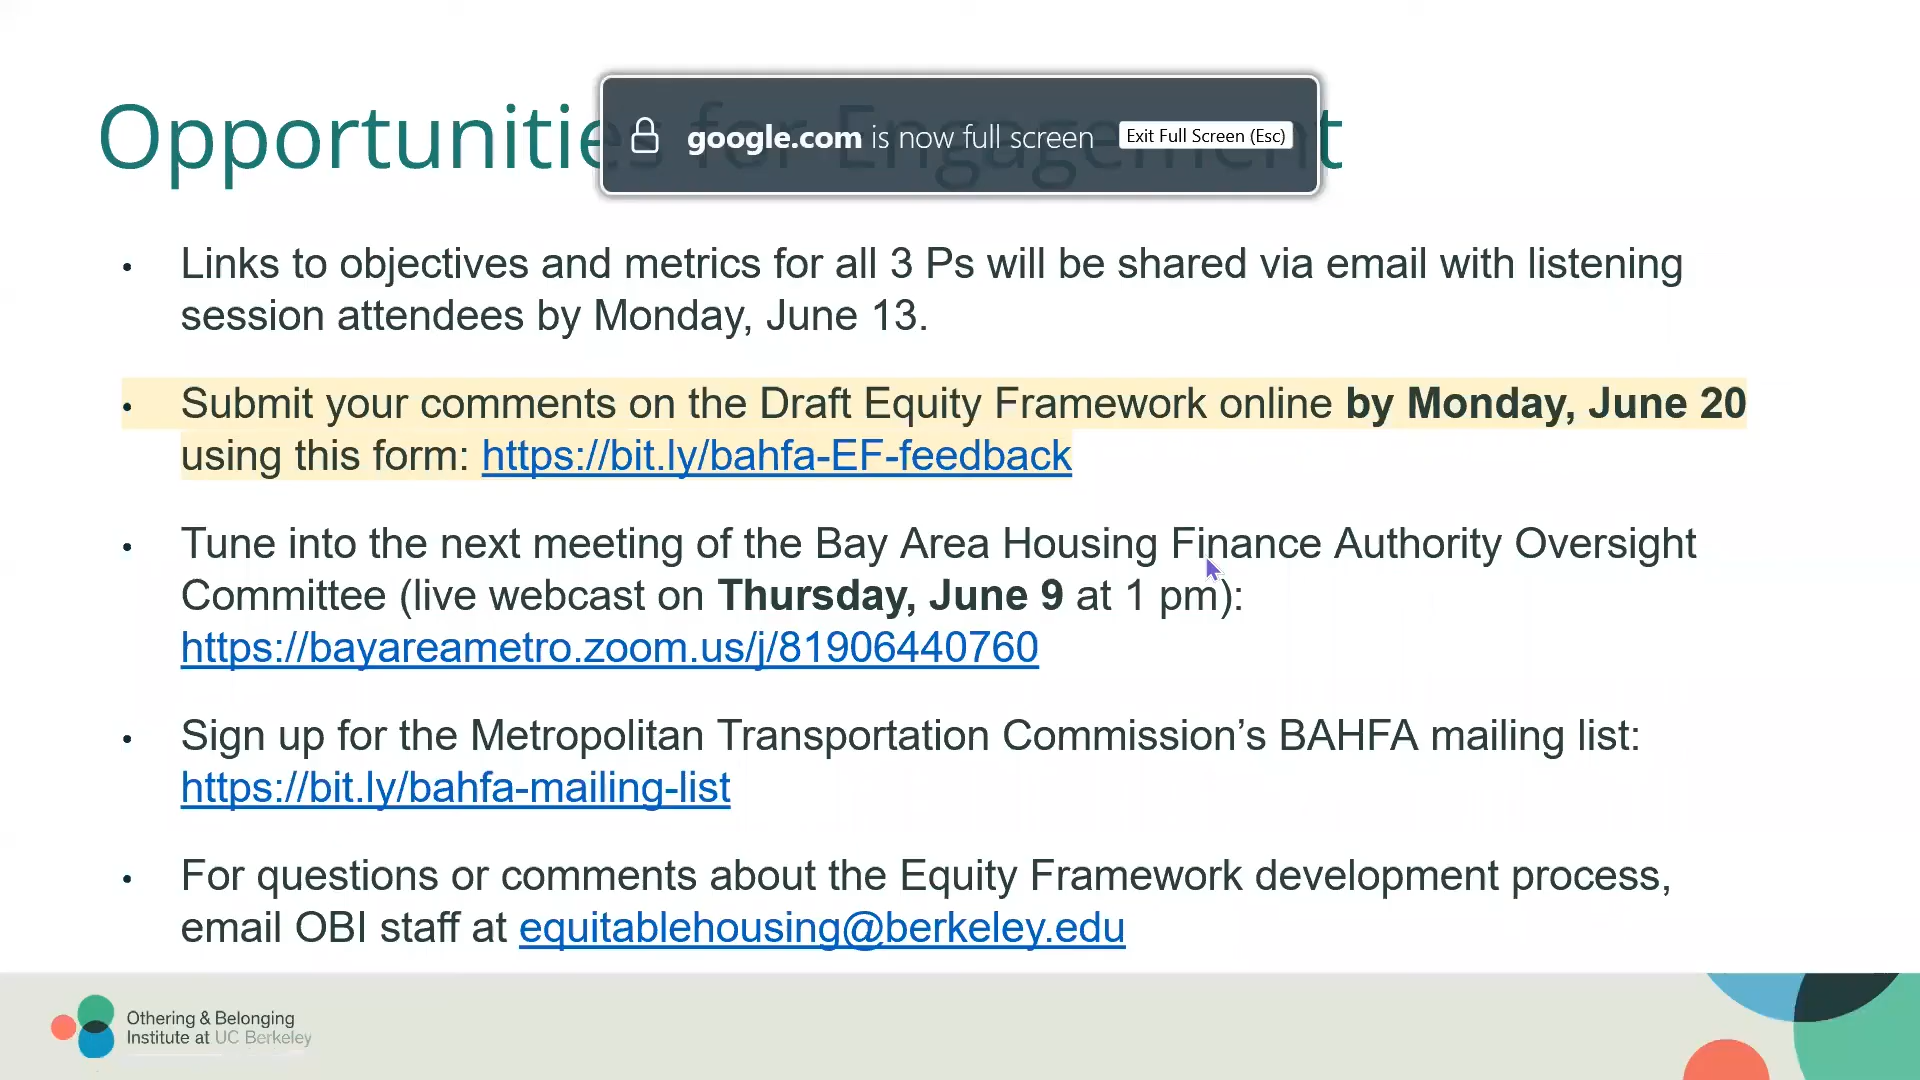 Opportunities for Engagement
google.com is now full screen Exit Full Screen (Esc)
• Links to objectives and metrics for all 3 Ps will be shared via email with listening
session attendees by Monday, June 13.
• Submit your comments on the Draft Equity Framework online by Monday, June 20
using this form: https://bit.ly/bahfa-EF-feedback
• Tune into the next meeting of the Bay Area Housing Finance Authority Oversight
Committee (live webcast on Thursday, June 9 at 1 pm):
https://bayareametro.zoom.us/j/81906440760
• Sign up for the Metropolitan Transportation Commission’s BAHFA mailing list:
https://bit.ly/bahfa-mailing-list
• For questions or comments about the Equity Framework development process,
email OBI staff at equitablehousing@berkeley.edu
Othering & Belonging
Institute at UC Berkeley